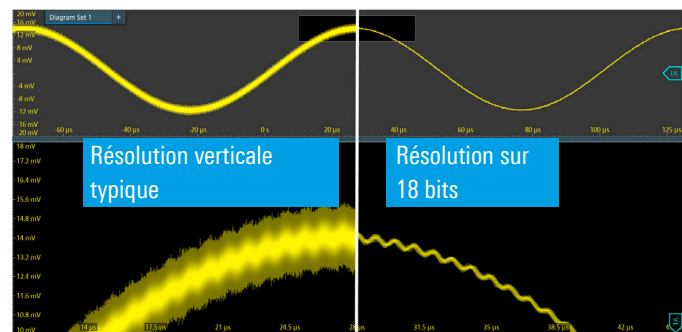 20 mV
Diagram Set 1 +
16 mV
12 mV
8 mV
4 mV
-4 mV
-8 mV
-12 mV
-16 mV
-20 mV
-60 µs -40 µs -20 µs 0 s 20 µs 40 µs 60 µs 80 µs 100 µs 125 µs
TA
18 mV
17.2 mV
16.4 mV
15.6 mV
14.8 mV
14 mV
13.2 mV
12.4 mV
11.6 mV
10.8 mV
10 mV
Résolution verticale
typique
Résolution sur
18 bits
14 µs 17.5 µs 21 µs 24.5 µs 28 31.5 µs 35 µs 38.5 µs 42 µs
TA